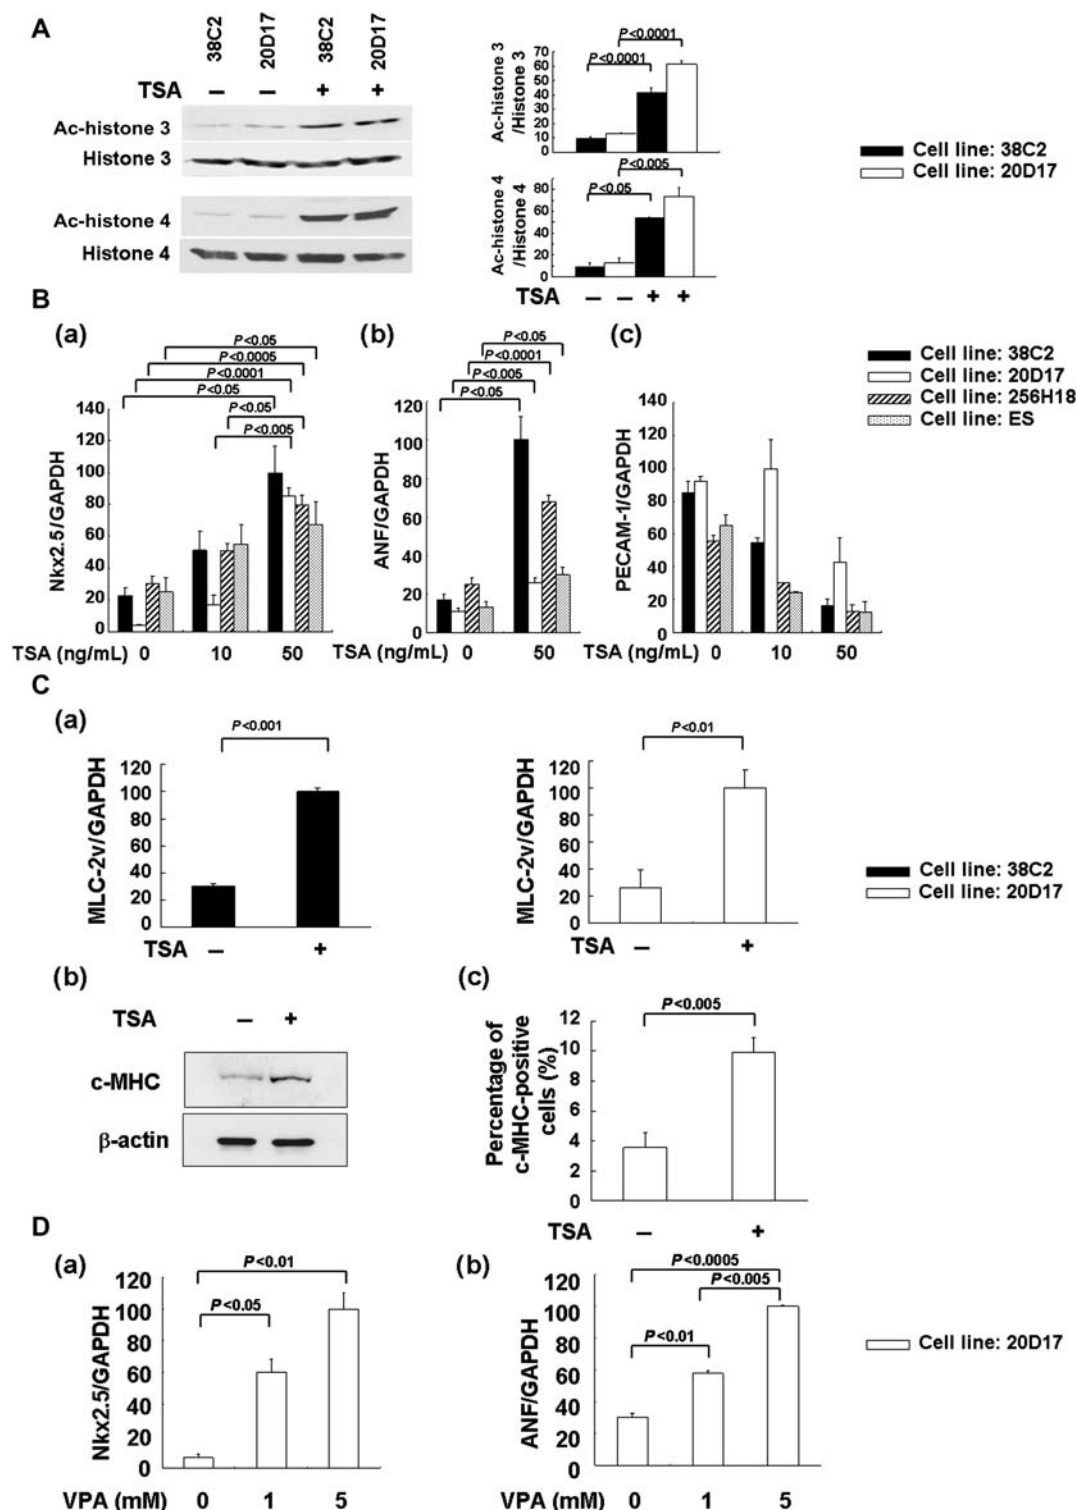 A
38C2 20D17 38C2 20D17
TSA – – + +
Ac-histone 3
Histone 3
Ac-histone 4
Histone 4
P<0.0001
P<0.0001
Ac-histone 3 /Histone 3
70
60
50
40
30
20
10
0
P<0.005
P<0.05
Ac-histone 4 /Histone 4
80
60
40
20
0
TSA – – + +
Cell line: 38C2
Cell line: 20D17
B
(a)
P<0.05
P<0.0005
P<0.0001
P<0.05
P<0.05
P<0.005
Nkx2.5/GAPDH
140
120
100
80
60
40
20
0
TSA (ng/mL) 0 10 50
(b)
P<0.05
P<0.0001
P<0.005
P<0.05
ANF/GAPDH
120
100
80
60
40
20
0
TSA (ng/mL) 0 50
(c)
PECAM-1/GAPDH
140
120
100
80
60
40
20
0
TSA (ng/mL) 0 10 50
Cell line: 38C2
Cell line: 20D17
Cell line: 256H18
Cell line: ES
C
(a)
P<0.001
MLC-2v/GAPDH
120
100
80
60
40
20
0
TSA – +
P<0.01
MLC-2v/GAPDH
120
100
80
60
40
20
0
TSA – +
Cell line: 38C2
Cell line: 20D17
(b)
TSA – +
c-MHC
β-actin
(c)
P<0.005
Percentage of c-MHC-positive cells (%)
12
10
8
6
4
2
0
TSA – +
D
(a)
P<0.01
P<0.05
Nkx2.5/GAPDH
120
100
80
60
40
20
0
VPA (mM) 0 1 5
(b)
P<0.0005
P<0.005
P<0.01
ANF/GAPDH
120
100
80
60
40
20
0
VPA (mM) 0 1 5
Cell line: 20D17